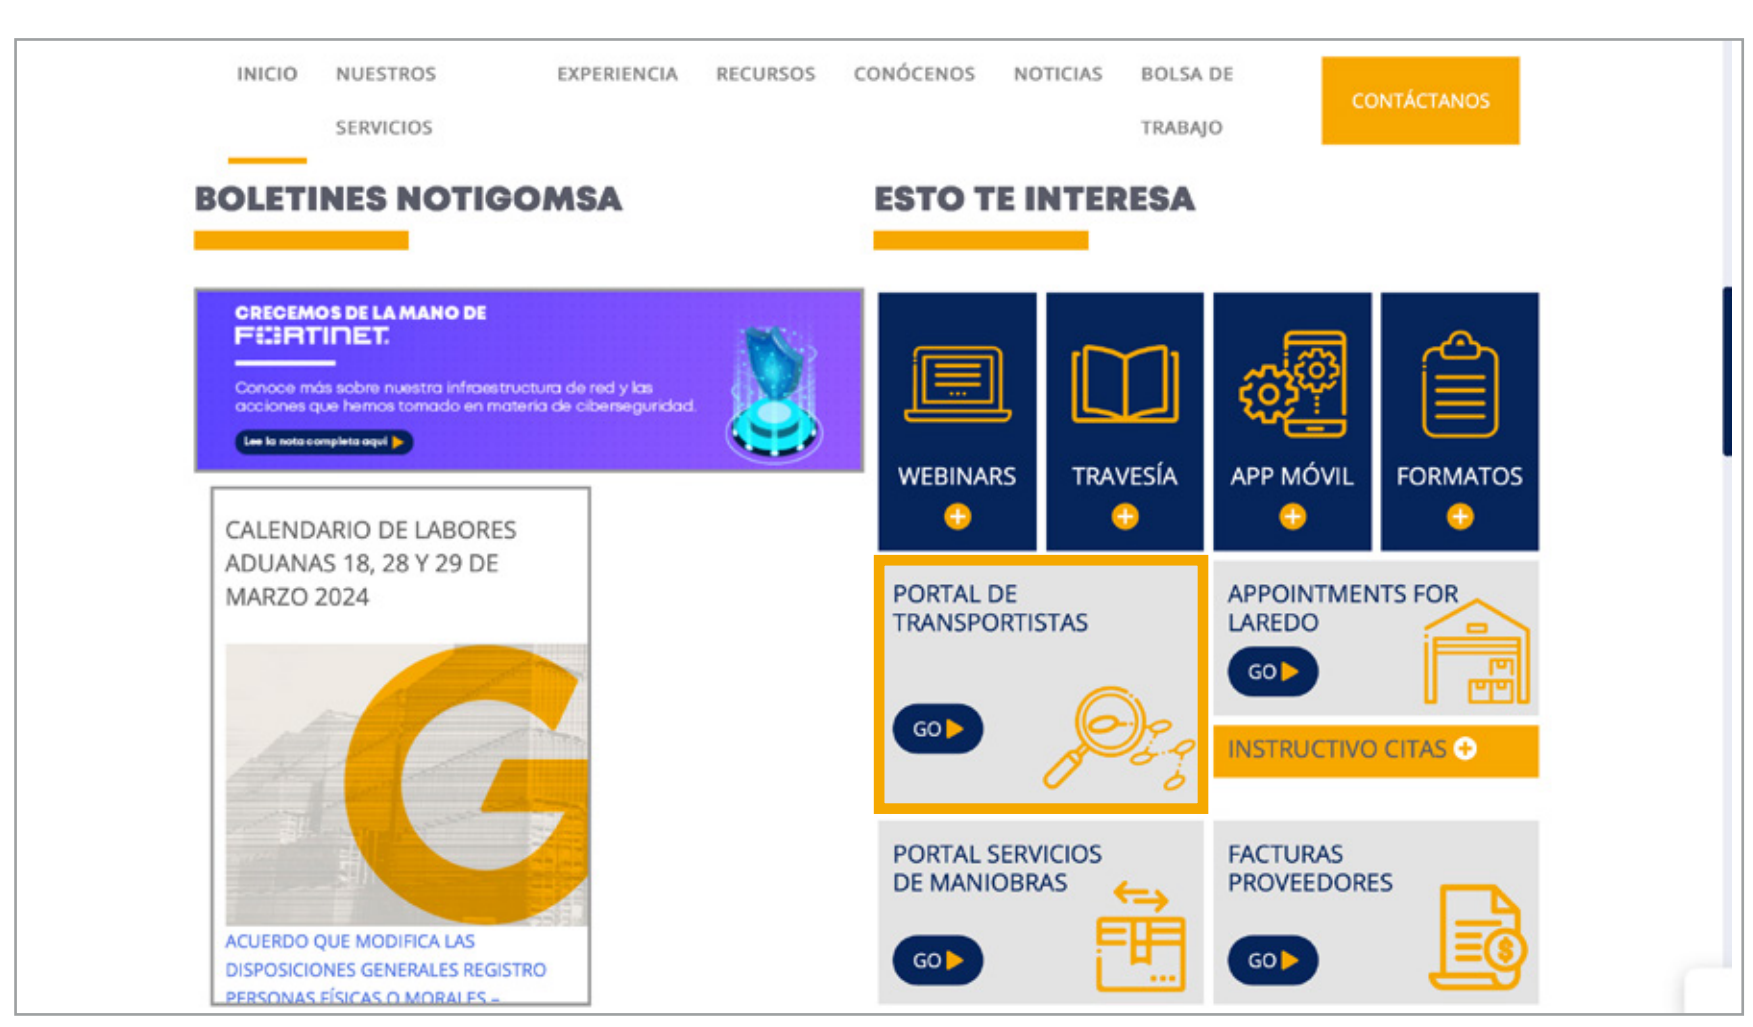 INICIO
NUESTROS
SERVICIOS
EXPERIENCIA
RECURSOS
CONÓCENOS
NOTICIAS
BOLSA DE
TRABAJO
CONTÁCTANOS
BOLETINES NOTIGOMSA
CRECEMOS DE LA MANO DE
FORTINET.
Conoce más sobre nuestra infraestructura de red y las
acciones que hemos tomado en materia de ciberseguridad.
Lee la nota completa aquí
CALENDARIO DE LABORES
ADUANAS 18, 28 Y 29 DE
MARZO 2024
G
ACUERDO QUE MODIFICA LAS
DISPOSICIONES GENERALES REGISTRO
PERSONAS FÍSICAS O MORALES –
ESTO TE INTERESA
WEBINARS
TRAVESÍA
APP MÓVIL
FORMATOS
PORTAL DE
TRANSPORTISTAS
GO
APPOINTMENTS FOR
LAREDO
GO
INSTRUCTIVO CITAS
PORTAL SERVICIOS
DE MANIOBRAS
GO
FACTURAS
PROVEEDORES
GO